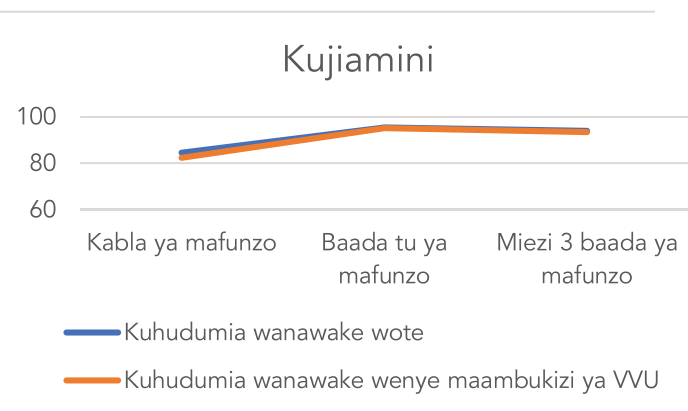 Kujiamini
100
80
60
Kabla ya mafunzo
Baada tu ya
mafunzo
Miezi 3 baada ya
mafunzo
Kuhudumia wanawake wote
Kuhudumia wanawake wenye maambukizi ya VVU